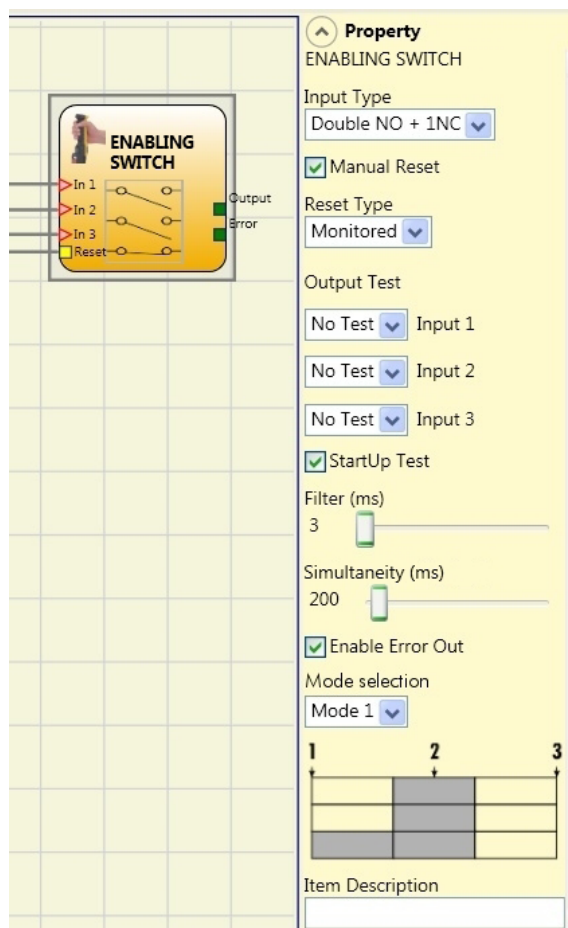 ENABLING
SWITCH
In 1
In 2
In 3
Reset
Output
Error
Property
ENABLING SWITCH
Input Type
Double NO + 1NC
Manual Reset
Reset Type
Monitored
Output Test
No Test Input 1
No Test Input 2
No Test Input 3
StartUp Test
Filter (ms)
3
Simultaneity (ms)
200
Enable Error Out
Mode selection
Mode 1
1 2 3
Item Description